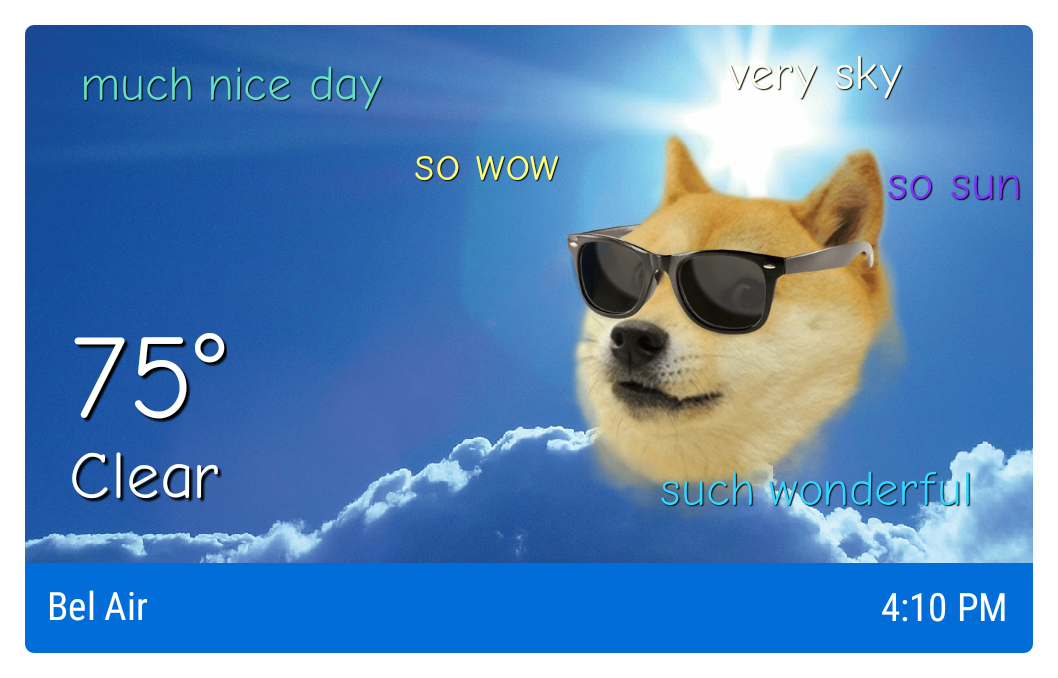 much nice day
very sky
so wow
so sun
75°
Clear
such wonderful
Bel Air
4:10 PM